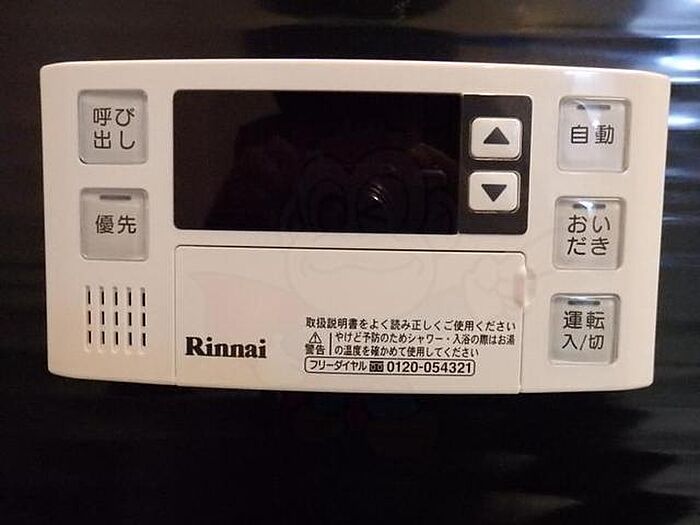 呼び
出し
優先
▲
▼
自動
おい
だき
運転
入/切
Rinnai
取扱説明書をよく読み正しくご使用ください
警告
やけど予防のためシャワー・入浴の際はお湯
の温度を確かめて使用してください
フリーダイヤル 0120-054321